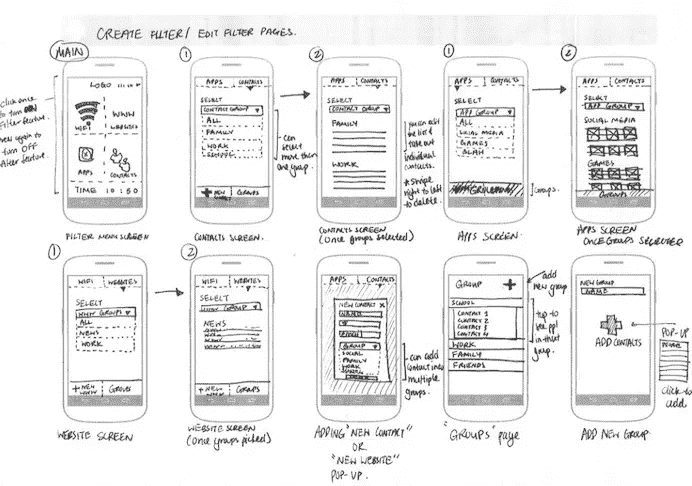 CREATE FILTER/ EDIT FILTER PAGES.
MAIN
click once
to turn ON
Filter feature.
again to
turn OFF
filter feature.
LOGO
WIFI
WWW
WEBSITES
APPS
CONTACTS
TIME 10:50
FILTER MENU SCREEN
1
APPS CONTACTS
SELECT
CONTACT GROUP
ALL
FAMILY
WORK
+ NEW
GROUPS
CONTACTS SCREEN.
can
select
more than
one group.
2
APPS CONTACTS
SELECT
CONTACT GROUP
FAMILY
WORK
CONTACTS SCREEN
(Once groups selected)
you can edit
the list &
take out
individual
contacts.
* Swipe
right to left
to delete.
1
APPS CONTACTS
SELECT
APP GROUP
ALL
SOCIAL MEDIA
GAMES
groups.
APPS SCREEN
2
APPS CONTACTS
SELECT
APP GROUP
SOCIAL MEDIA
GAMES
GROUPS
APPS SCREEN
ONCE GROUPS SELECTED
1
WIFI WEBSITES
SELECT
WWW GROUPS
ALL
NEWS
WORK
+ NEW
WWW
GROUPS
WEBSITE SCREEN
2
WIFI WEBSITES
SELECT
WWW GROUP
NEWS
+ NEW
WWW
GROUPS
WEBSITE SCREEN
(Once groups picked)
APPS CONTACTS
NEW CONTACT X
NAME
GROUP
SOCIAL
FAMILY
WORK
can add
contact into
multiple
groups.
ADDING "NEW CONTACT"
OR
"NEW WEBSITE"
POP-UP.
GROUP +
SCHOOL
CONTACT 1
CONTACT 2
CONTACT 3
CONTACT 4
WORK
FAMILY
FRIENDS
add
new group
tap to
see ppl
in that
group.
"GROUPS" page
NEW GROUP
NAME
ADD CONTACTS
ADD NEW GROUP
POP-UP
click to
add